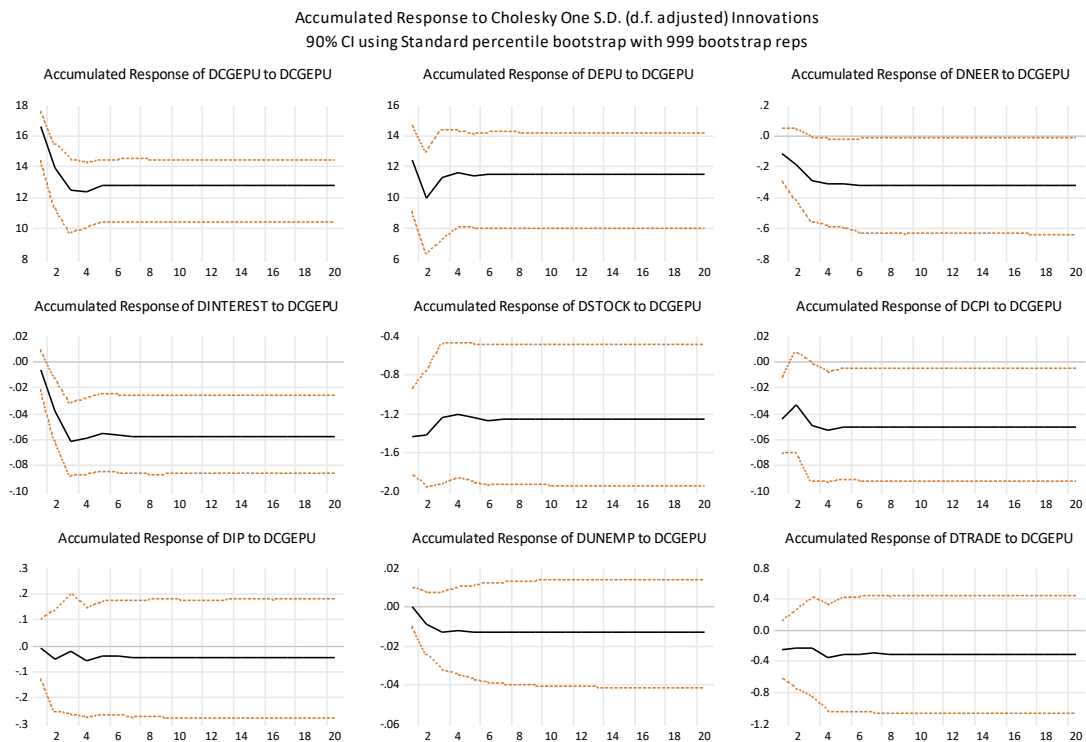 Accumulated Response to Cholesky One S.D. (d.f. adjusted) Innovations
90% CI using Standard percentile bootstrap with 999 bootstrap reps
Accumulated Response of DCGEPU to DCGEPU
18
16
14
12
10
8
2 4 6 8 10 12 14 16 18 20
Accumulated Response of DEPU to DCGEPU
16
14
12
10
8
6
2 4 6 8 10 12 14 16 18 20
Accumulated Response of DNEER to DCGEPU
.2
.0
-.2
-.4
-.6
-.8
2 4 6 8 10 12 14 16 18 20
Accumulated Response of DINTEREST to DCGEPU
.02
.00
-.02
-.04
-.06
-.08
-.10
2 4 6 8 10 12 14 16 18 20
Accumulated Response of DSTOCK to DCGEPU
-0.4
-0.8
-1.2
-1.6
-2.0
2 4 6 8 10 12 14 16 18 20
Accumulated Response of DCPI to DCGEPU
.02
.00
-.02
-.04
-.06
-.08
-.10
2 4 6 8 10 12 14 16 18 20
Accumulated Response of DIP to DCGEPU
.3
.2
.1
.0
-.1
-.2
-.3
2 4 6 8 10 12 14 16 18 20
Accumulated Response of DUNEMP to DCGEPU
.02
.00
-.02
-.04
-.06
2 4 6 8 10 12 14 16 18 20
Accumulated Response of DTRADE to DCGEPU
0.8
0.4
0.0
-0.4
-0.8
-1.2
2 4 6 8 10 12 14 16 18 20